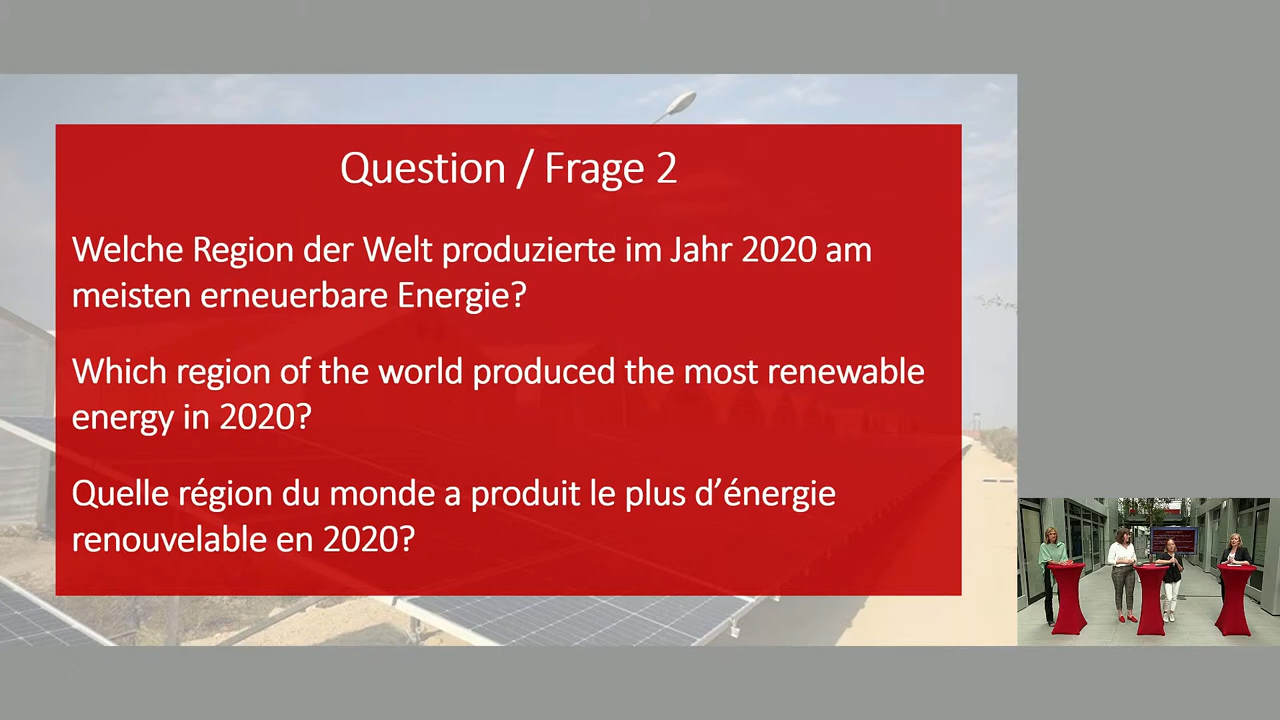 Question / Frage 2
Welche Region der Welt produzierte im Jahr 2020 am
meisten erneuerbare Energie?
Which region of the world produced the most renewable
energy in 2020?
Quelle région du monde a produit le plus d’énergie
renouvelable en 2020?